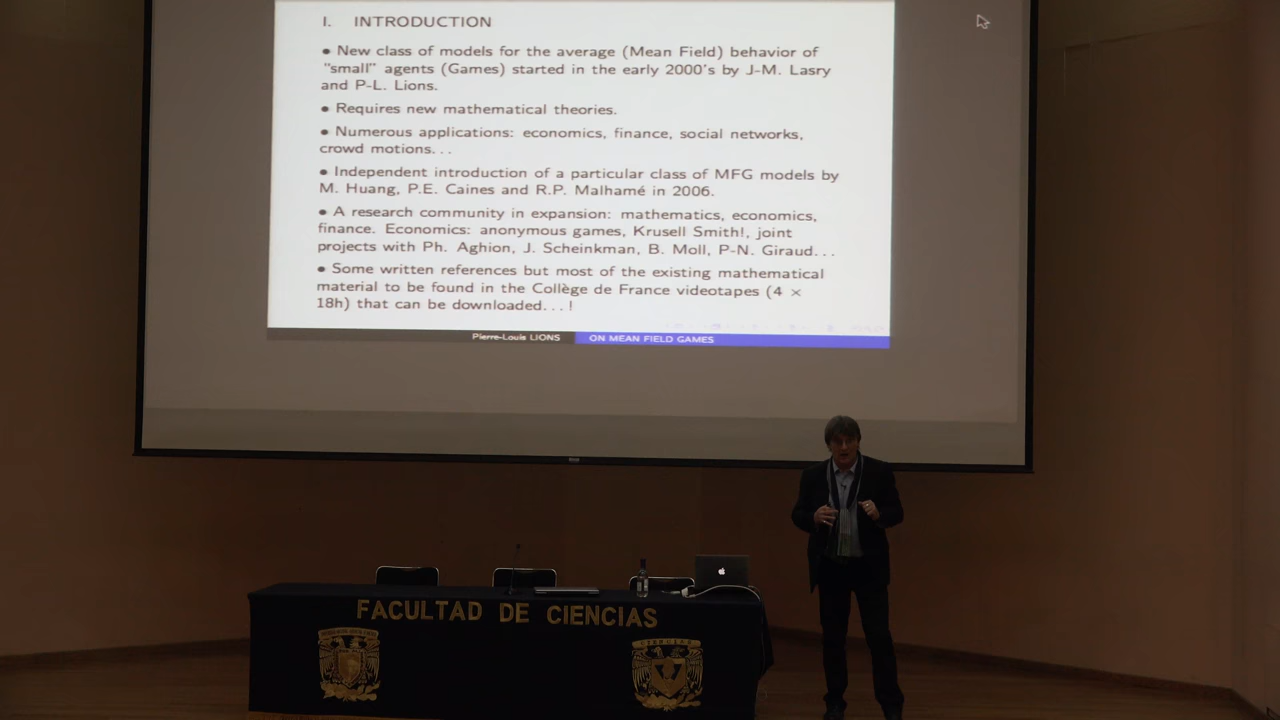 I. INTRODUCTION
• New class of models for the average (Mean Field) behavior of
"small" agents (Games) started in the early 2000's by J-M. Lasry
and P-L. Lions.
• Requires new mathematical theories.
• Numerous applications: economics, finance, social networks,
crowd motions...
• Independent introduction of a particular class of MFG models by
M. Huang, P.E. Caines and R.P. Malhamé in 2006.
• A research community in expansion: mathematics, economics,
finance. Economics: anonymous games, Krusell Smith!, joint
projects with Ph. Aghion, J. Scheinkman, B. Moll, P-N. Giraud...
• Some written references but most of the existing mathematical
material to be found in the Collège de France videotapes (4 ×
18h) that can be downloaded...!
Pierre-Louis LIONS ON MEAN FIELD GAMES
FACULTAD DE CIENCIAS